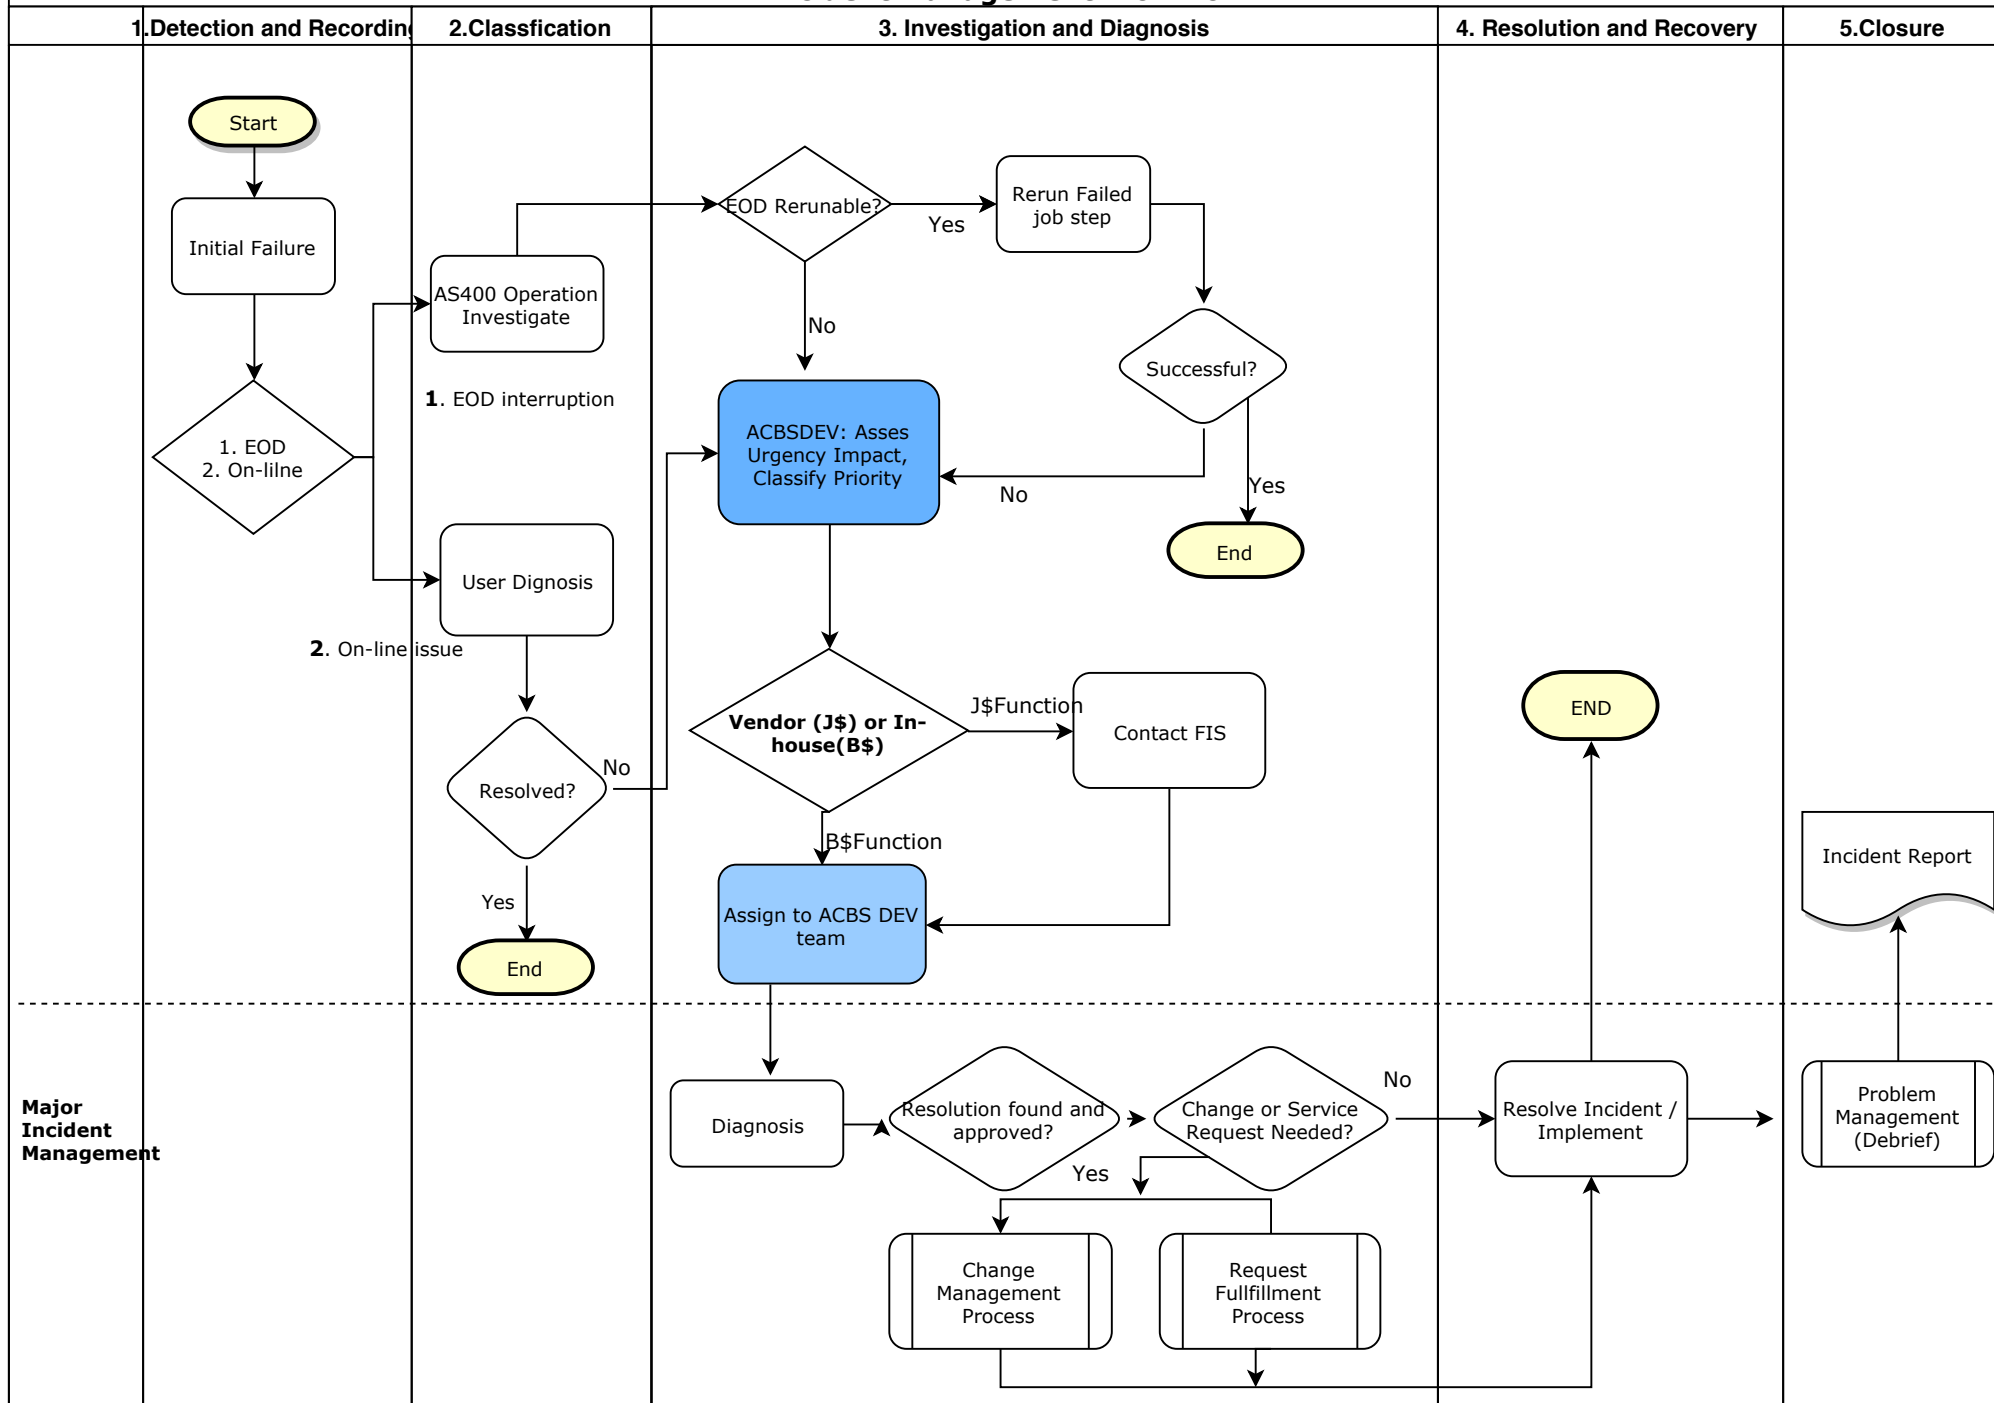 1.Detection and Recording
2.Classfication
3. Investigation and Diagnosis
4. Resolution and Recovery
5.Closure
Start
Initial Failure
1. EOD
2. On-lilne
AS400 Operation
Investigate
1. EOD interruption
User Dignosis
2. On-line issue
Resolved?
No
Yes
End
EOD Rerunable?
Yes
No
Rerun Failed
job step
Successful?
No
Yes
End
ACBSDEV: Asses
Urgency Impact,
Classify Priority
Vendor (J$) or In-
house(B$)
J$Function
Contact FIS
B$Function
Assign to ACBS DEV
team
END
Incident Report
Major
Incident
Management
Diagnosis
Resolution found and
approved?
Change or Service
Request Needed?
No
Yes
Change
Management
Process
Request
Fullfillment
Process
Resolve Incident /
Implement
Problem
Management
(Debrief)